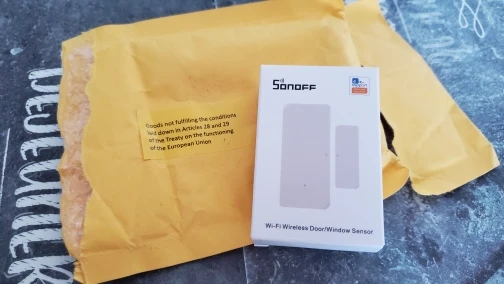 Goods not fulfilling the conditions
laid down in Articles 28 and 29
of the Treaty on the functioning
of the European Union
SONOFF
Wi-Fi Wireless Door/Window Sensor